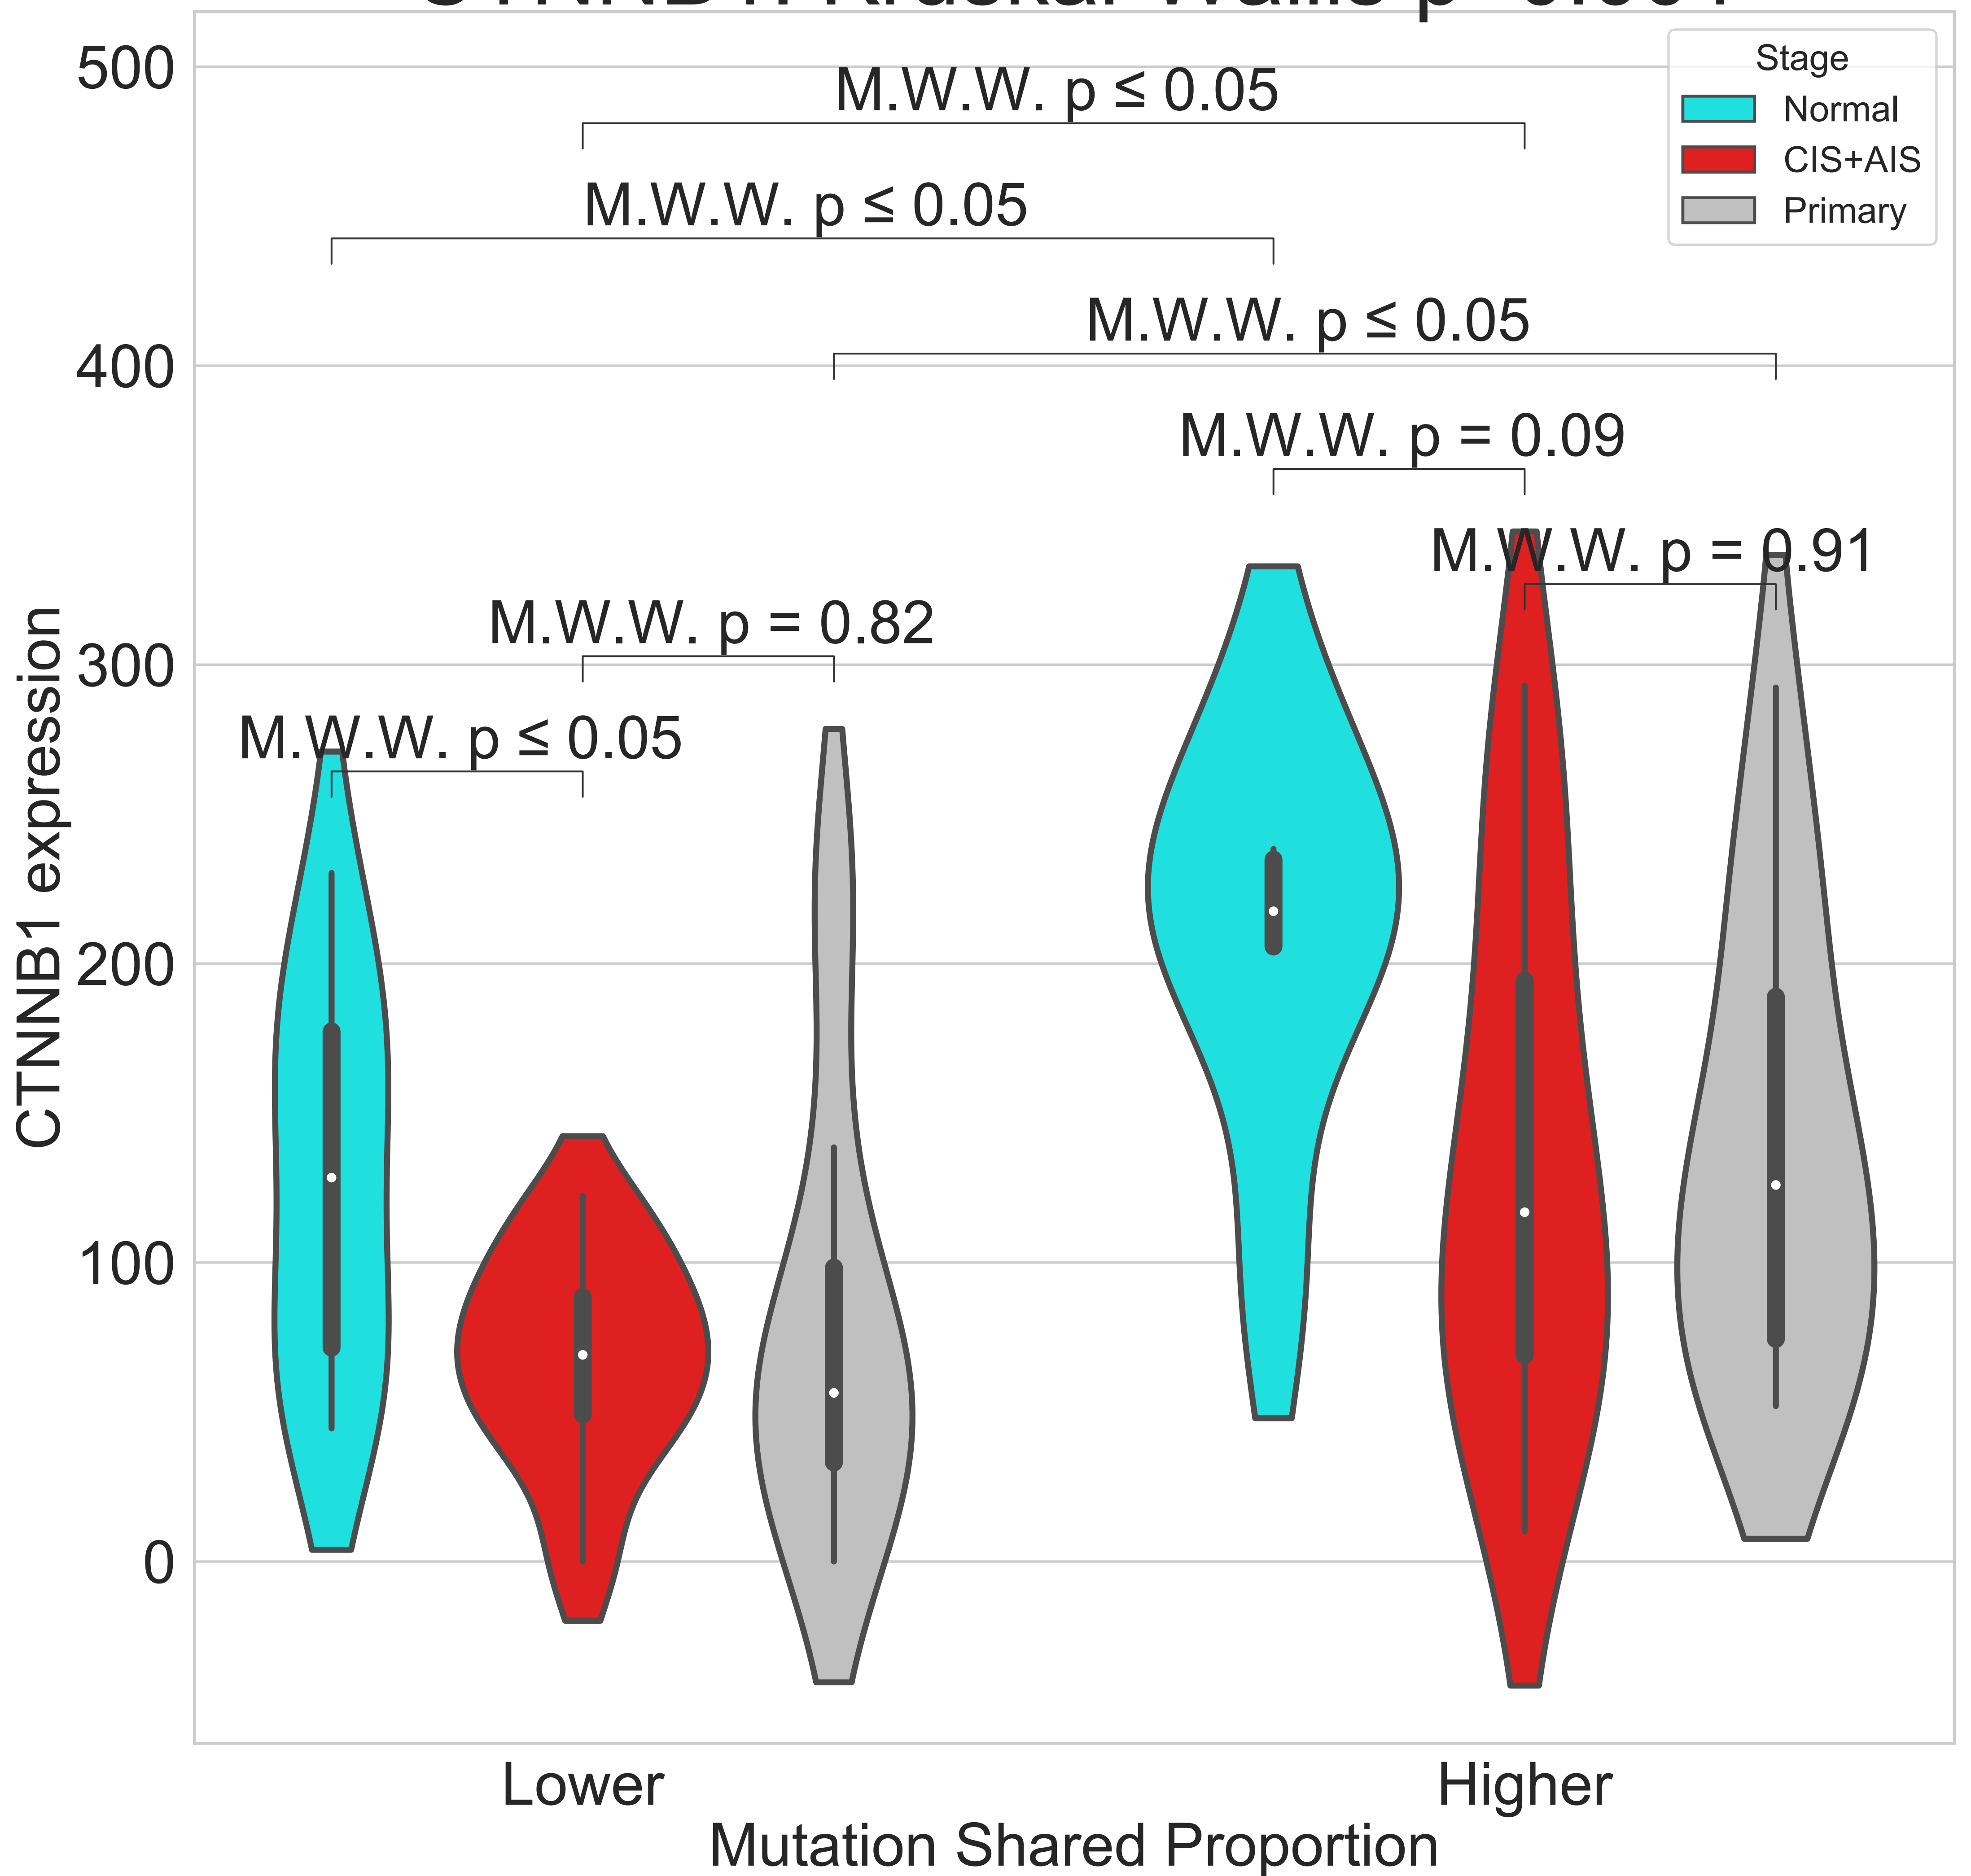 500
M.W.W. p ≤ 0.05
Stage
Normal
CIS+AIS
Primary
M.W.W. p ≤ 0.05
M.W.W. p ≤ 0.05
400
M.W.W. p = 0.09
M.W.W. p = 0.91
M.W.W. p = 0.82
300
M.W.W. p ≤ 0.05
CTNNB1 expression
200
100
0
Lower
Higher
Mutation Shared Proportion